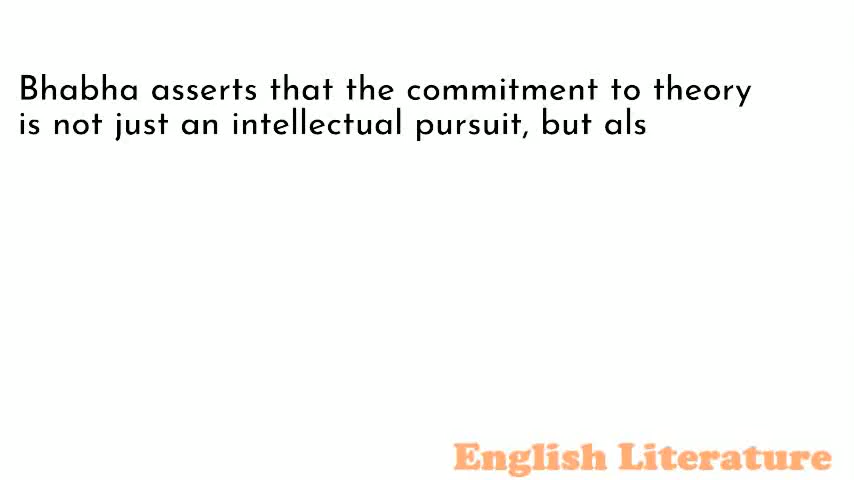 Bhabha asserts that the commitment to theory
is not just an intellectual pursuit, but als
English Literature